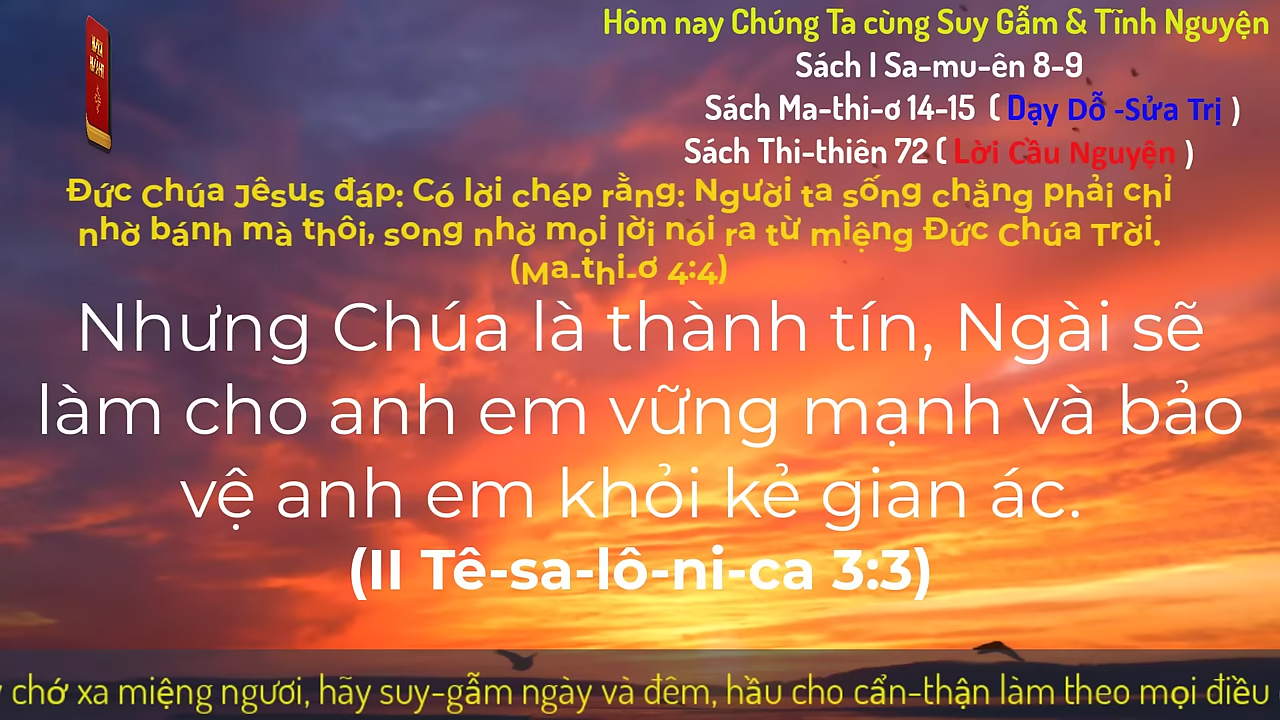 Hôm nay Chúng Ta cùng Suy Gẫm & Tĩnh Nguyện
Sách I Sa-mu-ên 8-9
Sách Ma-thi-ơ 14-15 ( Dạy Dỗ -Sửa Trị )
Sách Thi-thiên 72 ( Lời Cầu Nguyện )
Đức Chúa Jêsus đáp: Có lời chép rằng: Người ta sống chẳng phải chỉ
nhờ bánh mà thôi, song nhờ mọi lời nói ra từ miệng Đức Chúa Trời.
(Ma-thi-ơ 4:4)
Nhưng Chúa là thành tín, Ngài sẽ
làm cho anh em vững mạnh và bảo
vệ anh em khỏi kẻ gian ác.
(II Tê-sa-lô-ni-ca 3:3)
chớ xa miệng ngươi, hãy suy-gẫm ngày và đêm, hầu cho cẩn-thận làm theo mọi điều